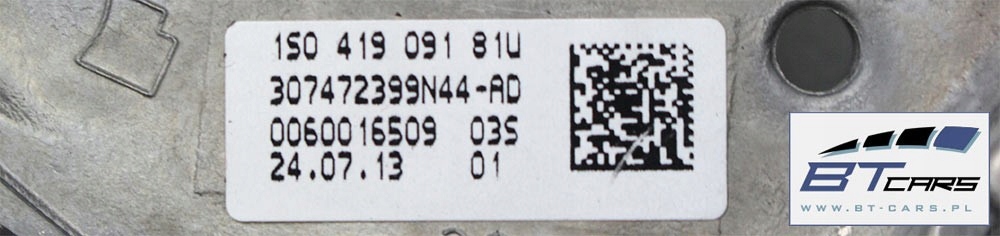 1S0 419 091 81U
307472399N44-AD
0060016509 03S
24.07.13 01
BT CARS
WWW.BT-CARS.PL